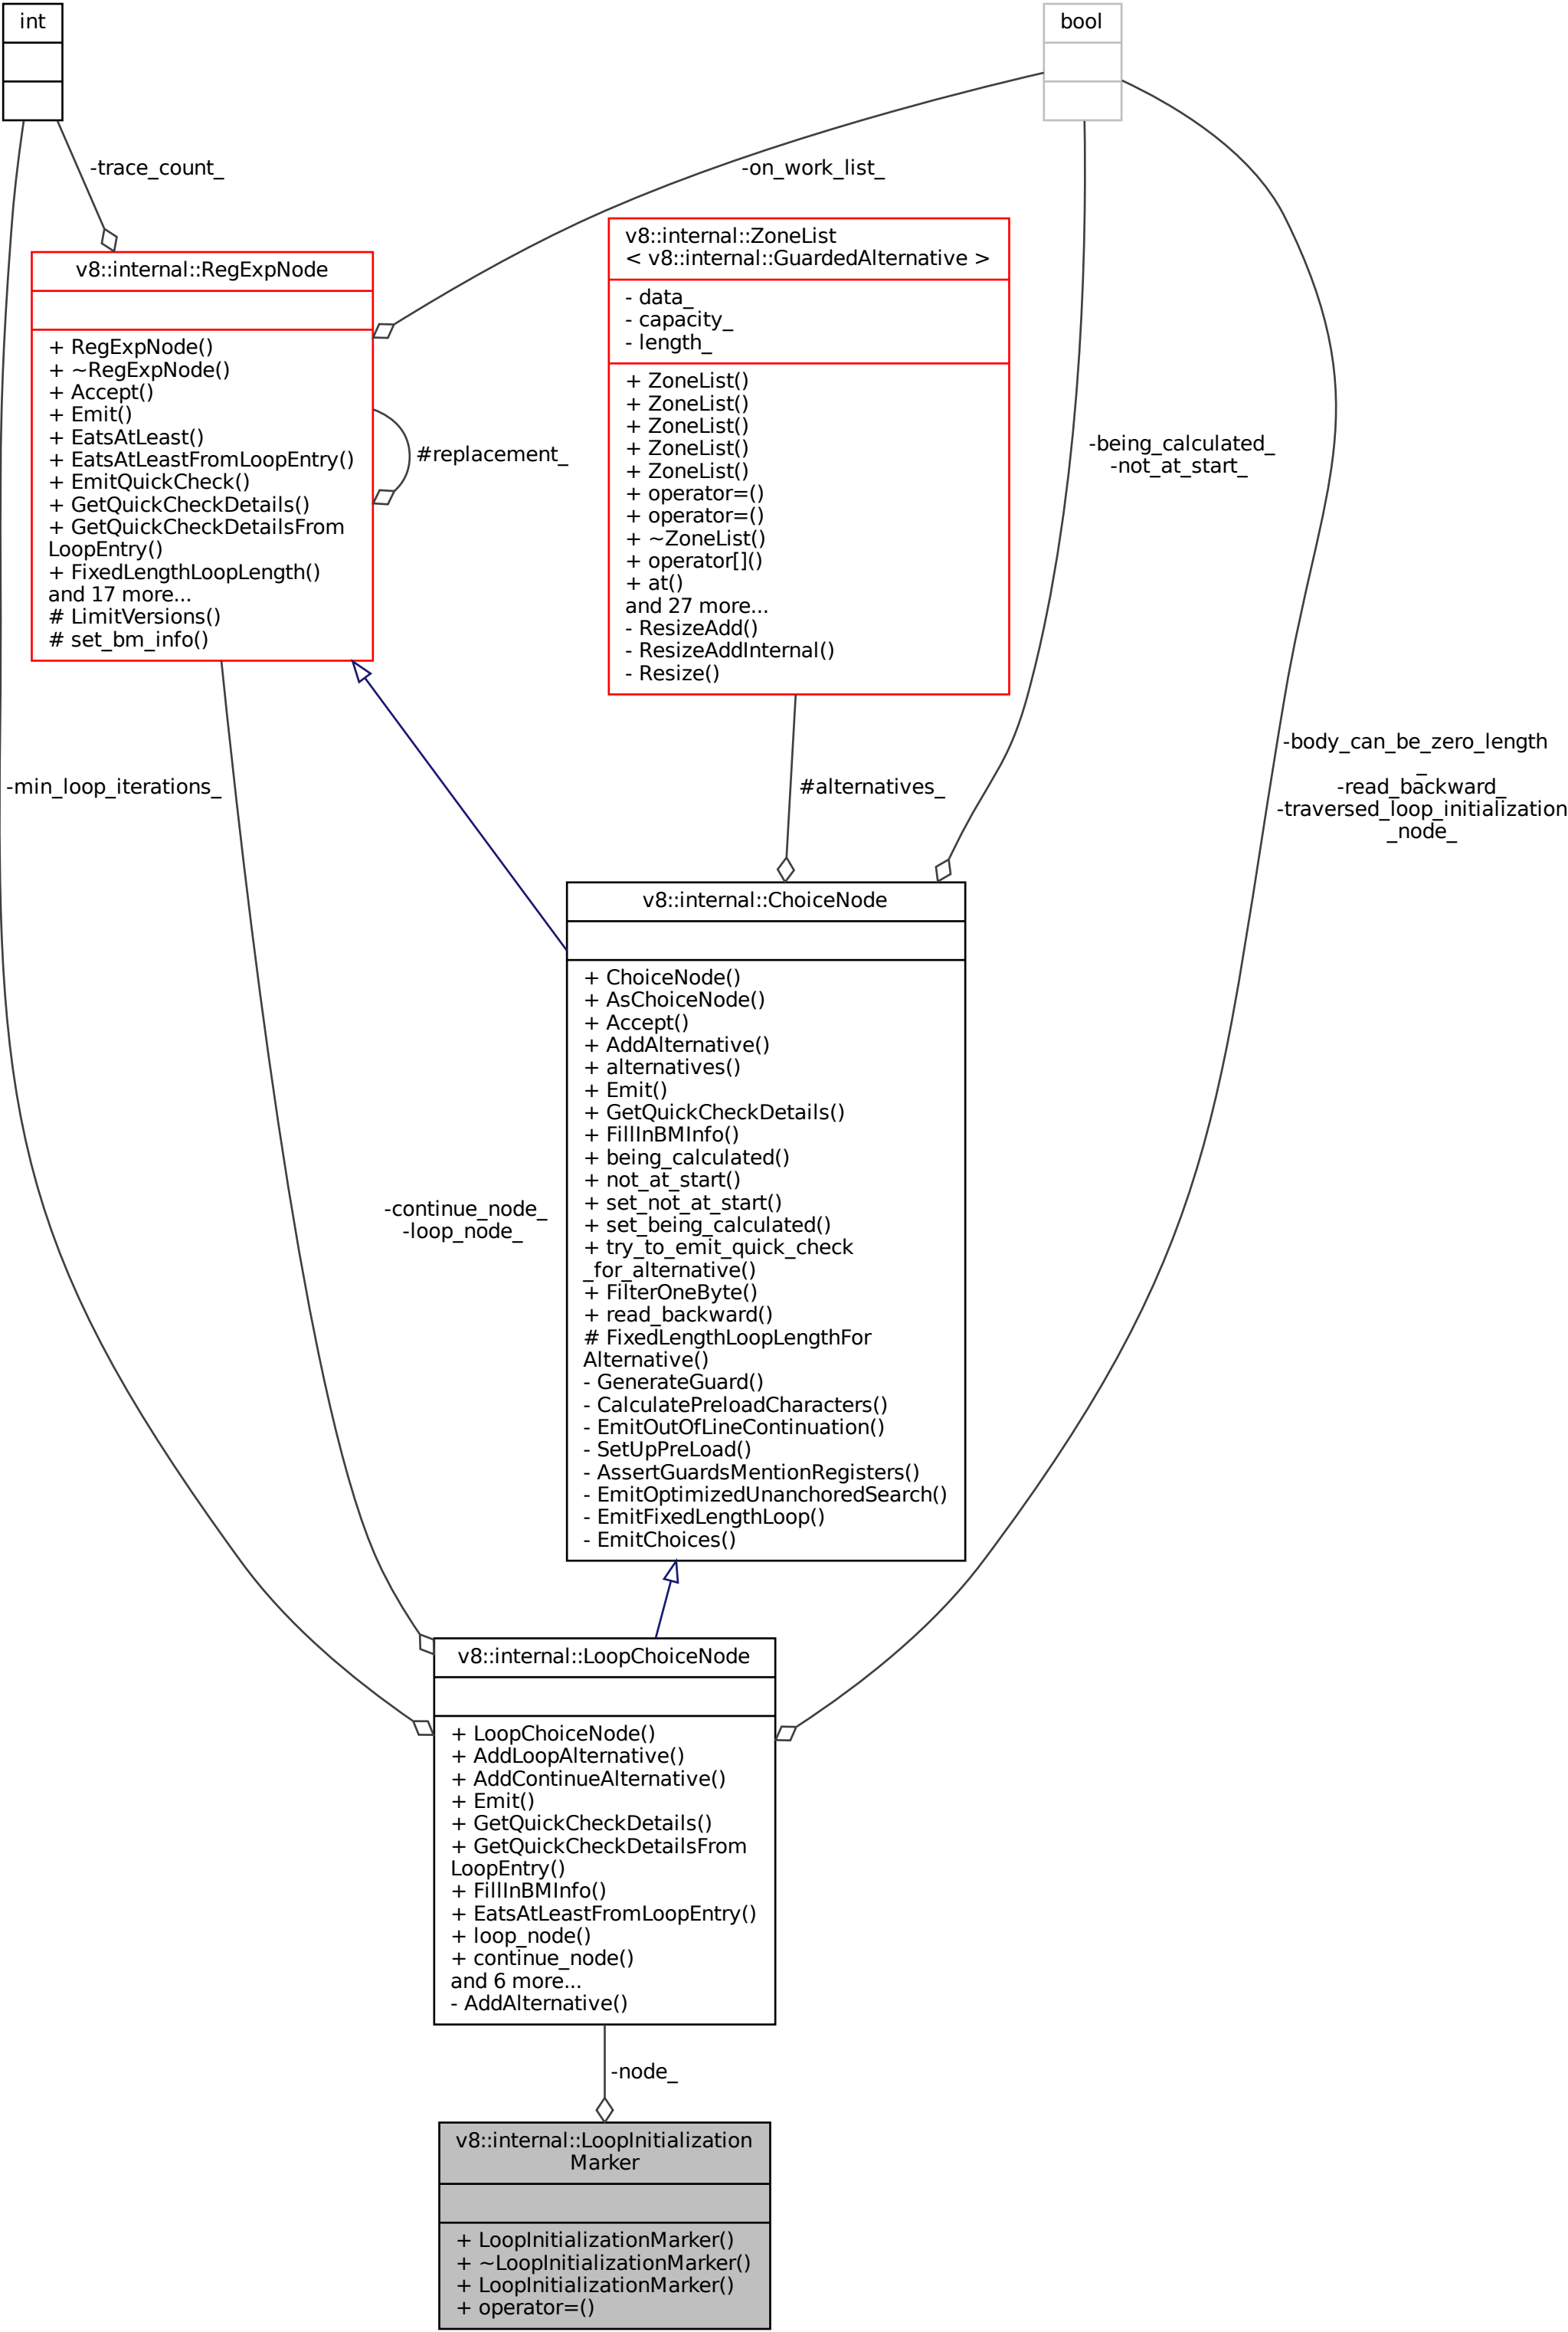 int
bool
-trace_count_
-on_work_list_
v8::internal::ZoneList
< v8::internal::GuardedAlternative >
- data_
- capacity_
- length_
+ ZoneList()
+ ZoneList()
+ ZoneList()
+ ZoneList()
+ ZoneList()
+ operator=()
+ operator=()
+ ~ZoneList()
+ operator[]()
+ at()
and 27 more...
- ResizeAdd()
- ResizeAddInternal()
- Resize()
v8::internal::RegExpNode
+ RegExpNode()
+ ~RegExpNode()
+ Accept()
+ Emit()
+ EatsAtLeast()
+ EatsAtLeastFromLoopEntry()
+ EmitQuickCheck()
+ GetQuickCheckDetails()
+ GetQuickCheckDetailsFrom
LoopEntry()
+ FixedLengthLoopLength()
and 17 more...
# LimitVersions()
# set_bm_info()
#replacement_
-being_calculated_
-not_at_start_
-min_loop_iterations_
#alternatives_
-body_can_be_zero_length
_
-read_backward_
-traversed_loop_initialization
_node_
v8::internal::ChoiceNode
+ ChoiceNode()
+ AsChoiceNode()
+ Accept()
+ AddAlternative()
+ alternatives()
+ Emit()
+ GetQuickCheckDetails()
+ FillInBMInfo()
+ being_calculated()
+ not_at_start()
+ set_not_at_start()
+ set_being_calculated()
+ try_to_emit_quick_check
_for_alternative()
+ FilterOneByte()
+ read_backward()
# FixedLengthLoopLengthFor
Alternative()
- GenerateGuard()
- CalculatePreloadCharacters()
- EmitOutOfLineContinuation()
- SetUpPreLoad()
- AssertGuardsMentionRegisters()
- EmitOptimizedUnanchoredSearch()
- EmitFixedLengthLoop()
- EmitChoices()
-continue_node_
-loop_node_
v8::internal::LoopChoiceNode
+ LoopChoiceNode()
+ AddLoopAlternative()
+ AddContinueAlternative()
+ Emit()
+ GetQuickCheckDetails()
+ GetQuickCheckDetailsFrom
LoopEntry()
+ FillInBMInfo()
+ EatsAtLeastFromLoopEntry()
+ loop_node()
+ continue_node()
and 6 more...
- AddAlternative()
-node_
v8::internal::LoopInitialization
Marker
+ LoopInitializationMarker()
+ ~LoopInitializationMarker()
+ LoopInitializationMarker()
+ operator=()